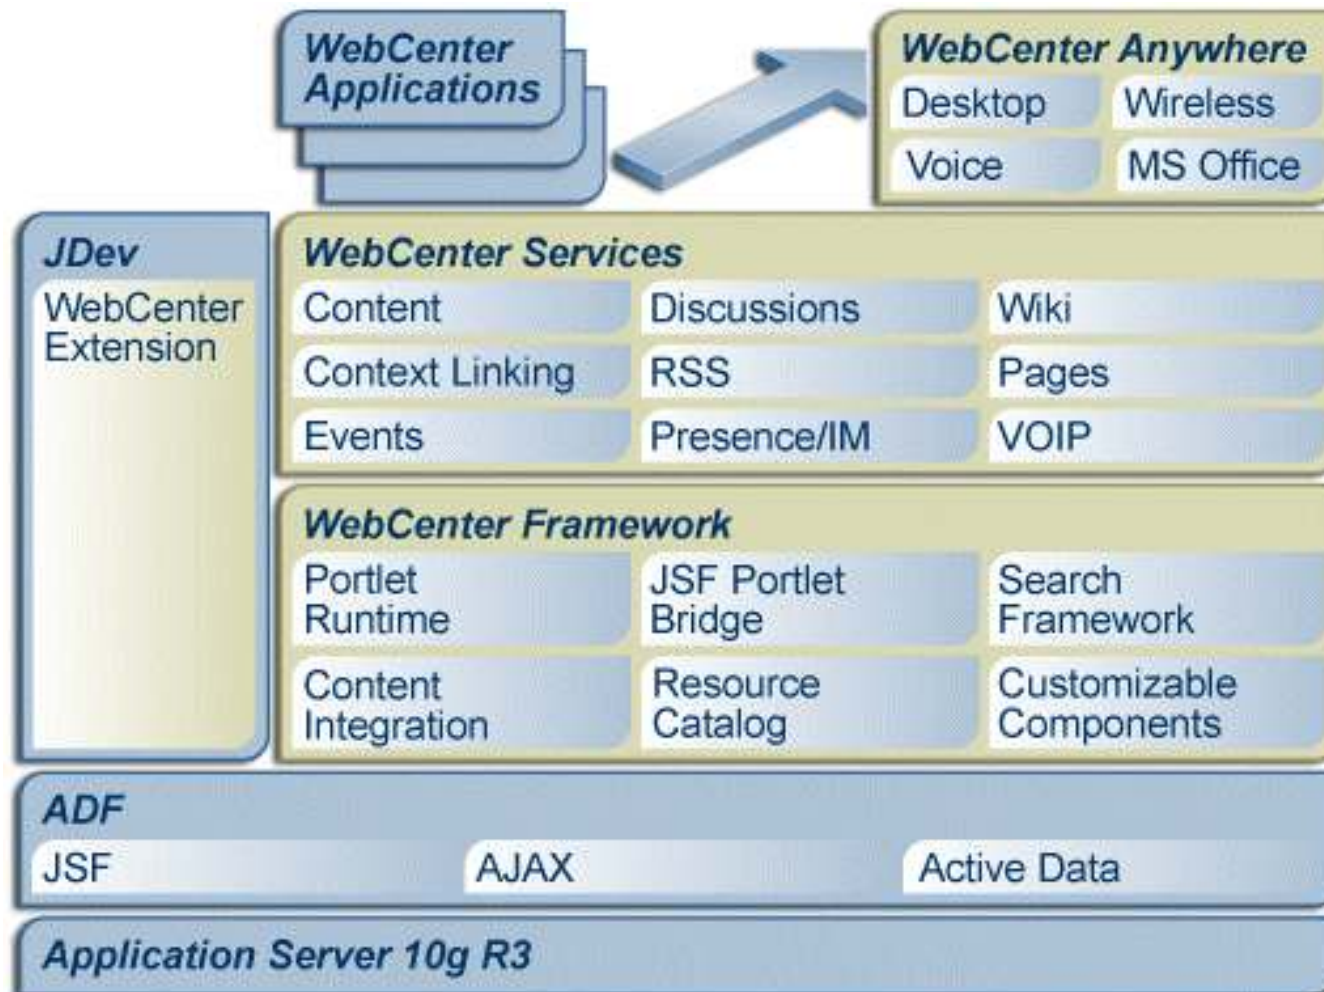 WebCenter
Applications
WebCenter Anywhere
Desktop
Wireless
Voice
MS Office
JDev
WebCenter
Extension
WebCenter Services
Content
Discussions
Wiki
Context Linking
RSS
Pages
Events
Presence/IM
VOIP
WebCenter Framework
Portlet
Runtime
JSF Portlet
Bridge
Search
Framework
Content
Integration
Resource
Catalog
Customizable
Components
ADF
JSF
AJAX
Active Data
Application Server 10g R3